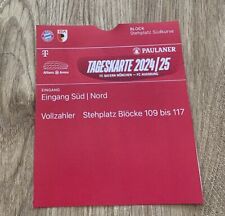 BLOCK
Stehplatz Südkurve
T
Allianz Arena
PAULANER
TAGESKARTE 2024/25
FC BAYERN MÜNCHEN – FC AUGSBURG
EINGANG
Eingang Süd | Nord
Vollzahler Stehplatz Blöcke 109 bis 117